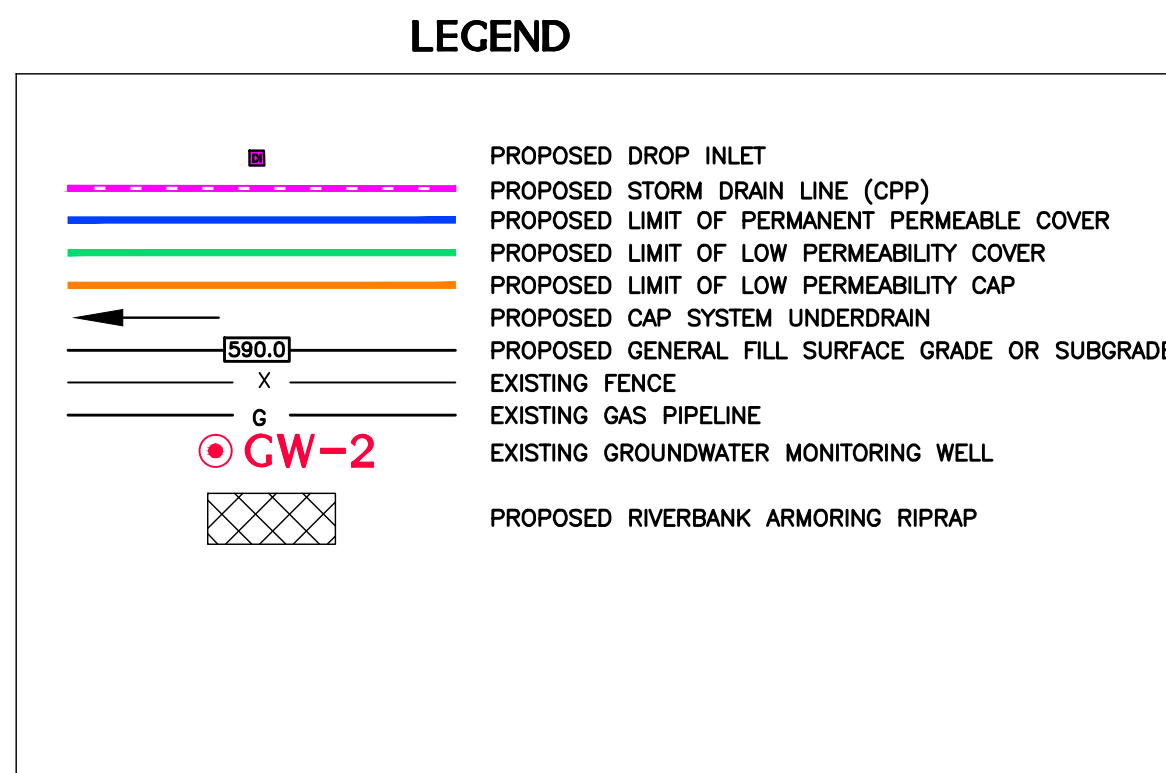 LEGEND
DI PROPOSED DROP INLET
PROPOSED STORM DRAIN LINE (CPP)
PROPOSED LIMIT OF PERMANENT PERMEABLE COVER
PROPOSED LIMIT OF LOW PERMEABILITY COVER
PROPOSED LIMIT OF LOW PERMEABILITY CAP
PROPOSED CAP SYSTEM UNDERDRAIN
590.0 PROPOSED GENERAL FILL SURFACE GRADE OR SUBGRADE
X EXISTING FENCE
G EXISTING GAS PIPELINE
GW-2 EXISTING GROUNDWATER MONITORING WELL
PROPOSED RIVERBANK ARMORING RIPRAP